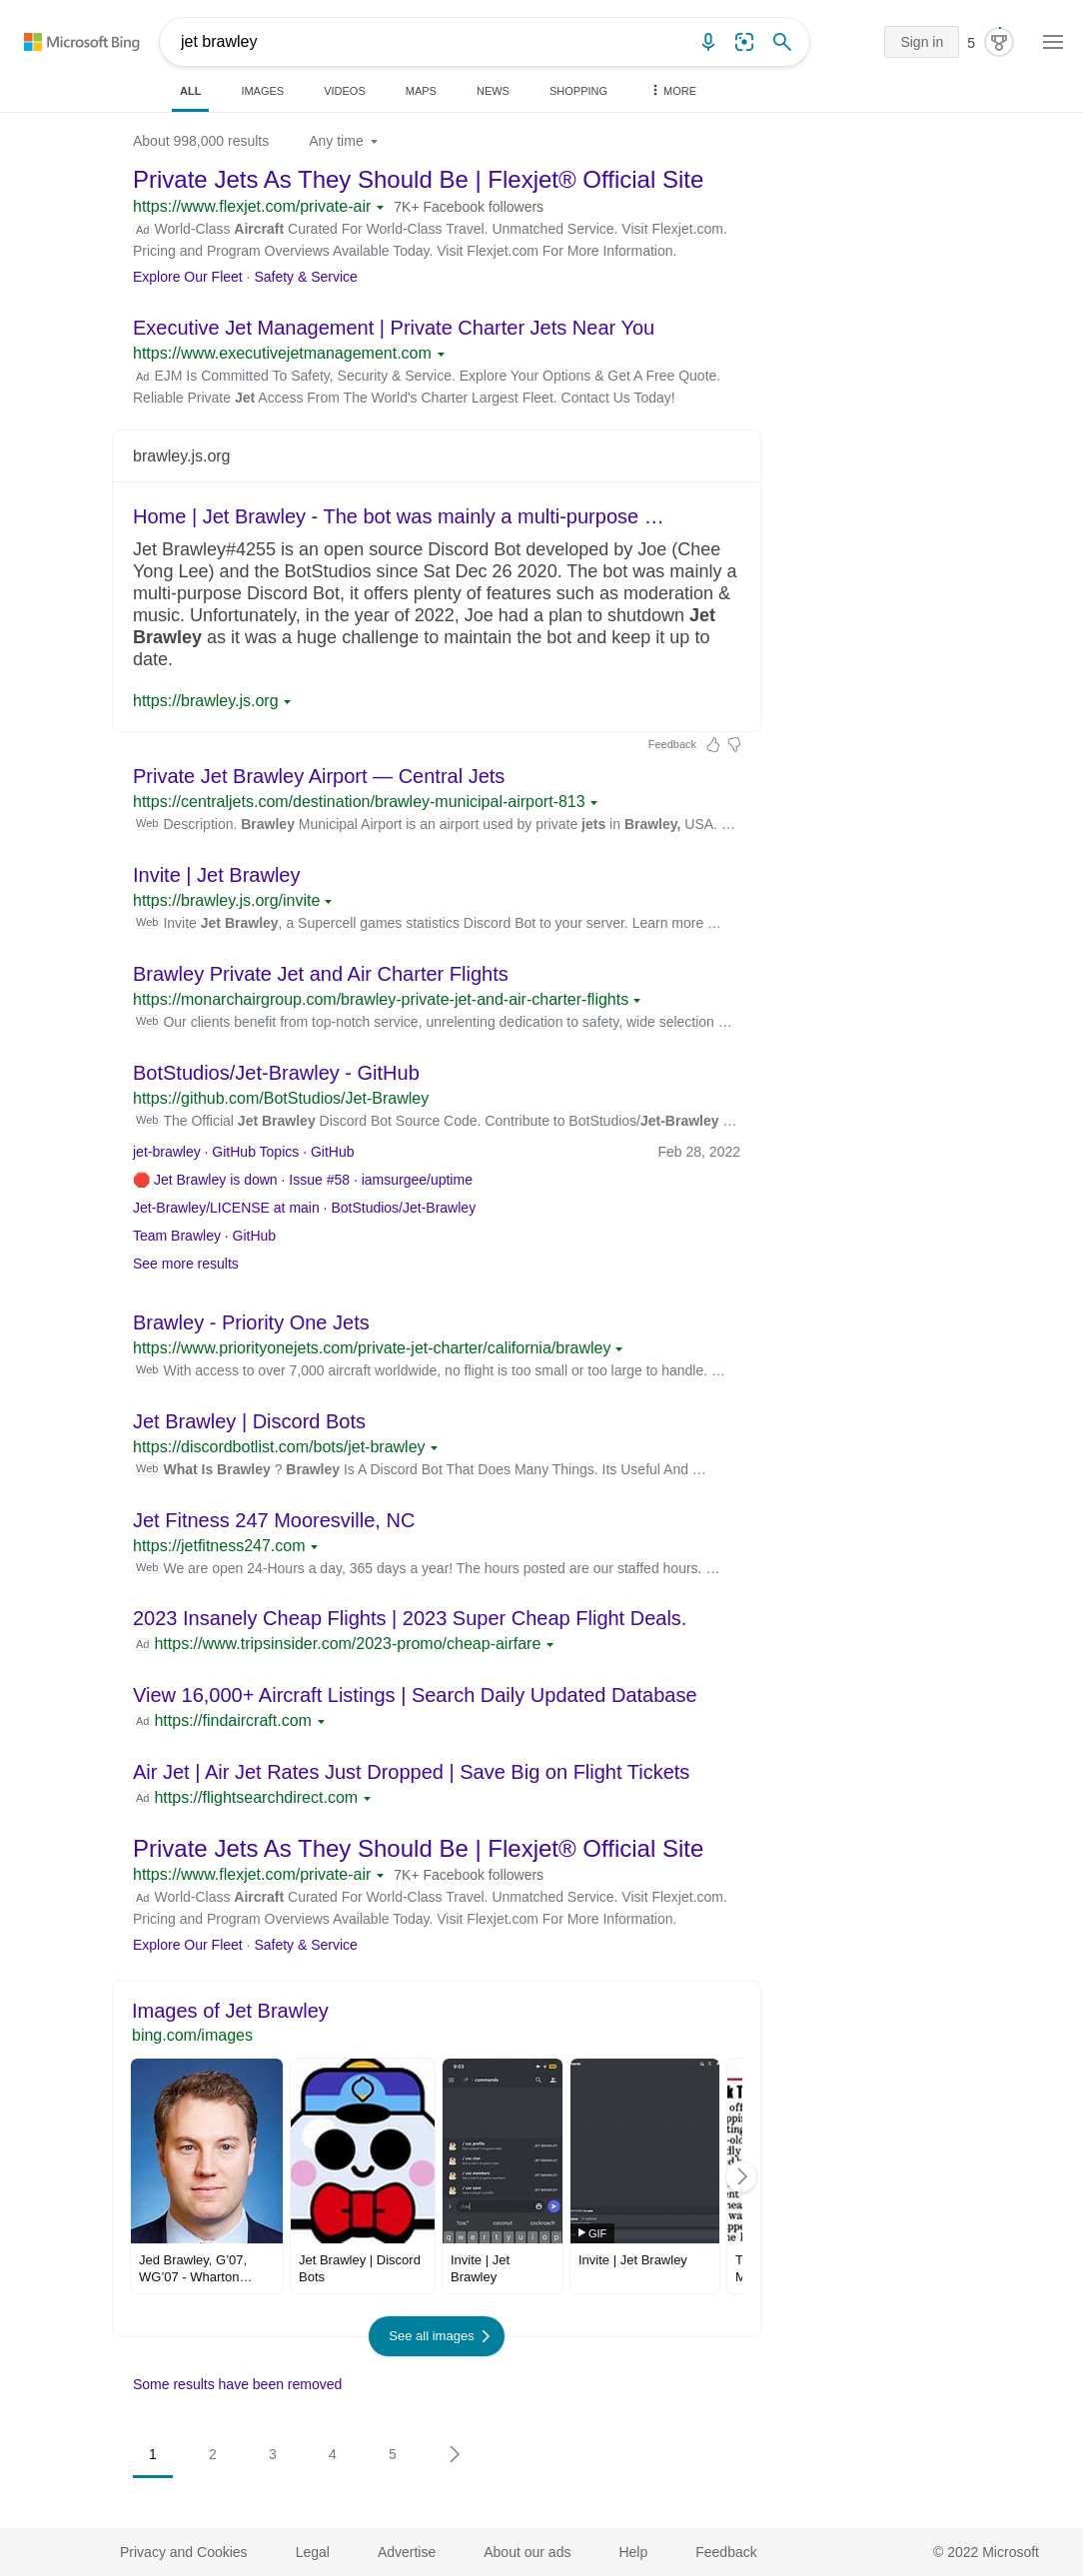 Microsoft Bing
jet brawley
Sign in
5
ALL
IMAGES
VIDEOS
MAPS
NEWS
SHOPPING
MORE
About 998,000 results
Any time
Private Jets As They Should Be | Flexjet® Official Site
https://www.flexjet.com/private-air
7K+ Facebook followers
Ad World-Class Aircraft Curated For World-Class Travel. Unmatched Service. Visit Flexjet.com.
Pricing and Program Overviews Available Today. Visit Flexjet.com For More Information.
Explore Our Fleet · Safety & Service
Executive Jet Management | Private Charter Jets Near You
https://www.executivejetmanagement.com
Ad EJM Is Committed To Safety, Security & Service. Explore Your Options & Get A Free Quote.
Reliable Private Jet Access From The World's Charter Largest Fleet. Contact Us Today!
brawley.js.org
Home | Jet Brawley - The bot was mainly a multi-purpose …
Jet Brawley#4255 is an open source Discord Bot developed by Joe (Chee
Yong Lee) and the BotStudios since Sat Dec 26 2020. The bot was mainly a
multi-purpose Discord Bot, it offers plenty of features such as moderation &
music. Unfortunately, in the year of 2022, Joe had a plan to shutdown Jet
Brawley as it was a huge challenge to maintain the bot and keep it up to
date.
https://brawley.js.org
Feedback
Private Jet Brawley Airport — Central Jets
https://centraljets.com/destination/brawley-municipal-airport-813
Web Description. Brawley Municipal Airport is an airport used by private jets in Brawley, USA. …
Invite | Jet Brawley
https://brawley.js.org/invite
Web Invite Jet Brawley, a Supercell games statistics Discord Bot to your server. Learn more …
Brawley Private Jet and Air Charter Flights
https://monarchairgroup.com/brawley-private-jet-and-air-charter-flights
Web Our clients benefit from top-notch service, unrelenting dedication to safety, wide selection …
BotStudios/Jet-Brawley - GitHub
https://github.com/BotStudios/Jet-Brawley
Web The Official Jet Brawley Discord Bot Source Code. Contribute to BotStudios/Jet-Brawley …
jet-brawley · GitHub Topics · GitHub
Feb 28, 2022
🛑 Jet Brawley is down · Issue #58 · iamsurgee/uptime
Jet-Brawley/LICENSE at main · BotStudios/Jet-Brawley
Team Brawley · GitHub
See more results
Brawley - Priority One Jets
https://www.priorityonejets.com/private-jet-charter/california/brawley
Web With access to over 7,000 aircraft worldwide, no flight is too small or too large to handle. …
Jet Brawley | Discord Bots
https://discordbotlist.com/bots/jet-brawley
Web What Is Brawley ? Brawley Is A Discord Bot That Does Many Things. Its Useful And …
Jet Fitness 247 Mooresville, NC
https://jetfitness247.com
Web We are open 24-Hours a day, 365 days a year! The hours posted are our staffed hours. …
2023 Insanely Cheap Flights | 2023 Super Cheap Flight Deals.
Ad https://www.tripsinsider.com/2023-promo/cheap-airfare
View 16,000+ Aircraft Listings | Search Daily Updated Database
Ad https://findaircraft.com
Air Jet | Air Jet Rates Just Dropped | Save Big on Flight Tickets
Ad https://flightsearchdirect.com
Private Jets As They Should Be | Flexjet® Official Site
https://www.flexjet.com/private-air
7K+ Facebook followers
Ad World-Class Aircraft Curated For World-Class Travel. Unmatched Service. Visit Flexjet.com.
Pricing and Program Overviews Available Today. Visit Flexjet.com For More Information.
Explore Our Fleet · Safety & Service
Images of Jet Brawley
bing.com/images
9:03
commands
/ coc profile
/ coc clan
/ coc members
/ coc save
"coc" coconut cockroach
q w e r t y u i o p
GIF
Jed Brawley, G'07,
WG'07 - Wharton…
Jet Brawley | Discord
Bots
Invite | Jet
Brawley
Invite | Jet Brawley
See all images
Some results have been removed
1
2
3
4
5
Privacy and Cookies
Legal
Advertise
About our ads
Help
Feedback
© 2022 Microsoft